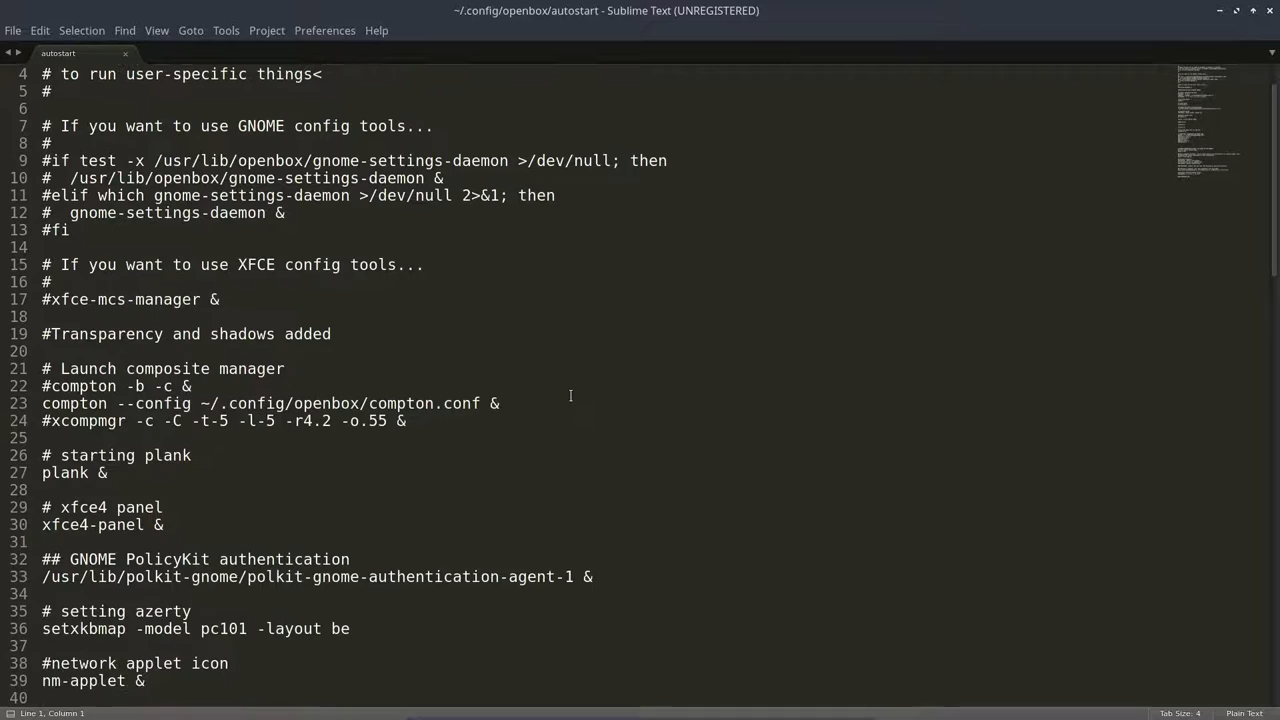 ~/.config/openbox/autostart - Sublime Text (UNREGISTERED)
File Edit Selection Find View Goto Tools Project Preferences Help
autostart
4 # to run user-specific things<
5 #
6
7 # If you want to use GNOME config tools...
8 #
9 #if test -x /usr/lib/openbox/gnome-settings-daemon >/dev/null; then
10 #  /usr/lib/openbox/gnome-settings-daemon &
11 #elif which gnome-settings-daemon >/dev/null 2>&1; then
12 #  gnome-settings-daemon &
13 #fi
14
15 # If you want to use XFCE config tools...
16 #
17 #xfce-mcs-manager &
18
19 #Transparency and shadows added
20
21 # Launch composite manager
22 #compton -b -c &
23 compton --config ~/.config/openbox/compton.conf &
24 #xcompmgr -c -C -t-5 -l-5 -r4.2 -o.55 &
25
26 # starting plank
27 plank &
28
29 # xfce4 panel
30 xfce4-panel &
31
32 ## GNOME PolicyKit authentication
33 /usr/lib/polkit-gnome/polkit-gnome-authentication-agent-1 &
34
35 # setting azerty
36 setxkbmap -model pc101 -layout be
37
38 #network applet icon
39 nm-applet &
40
Line 1, Column 1 Tab Size: 4 Plain Text